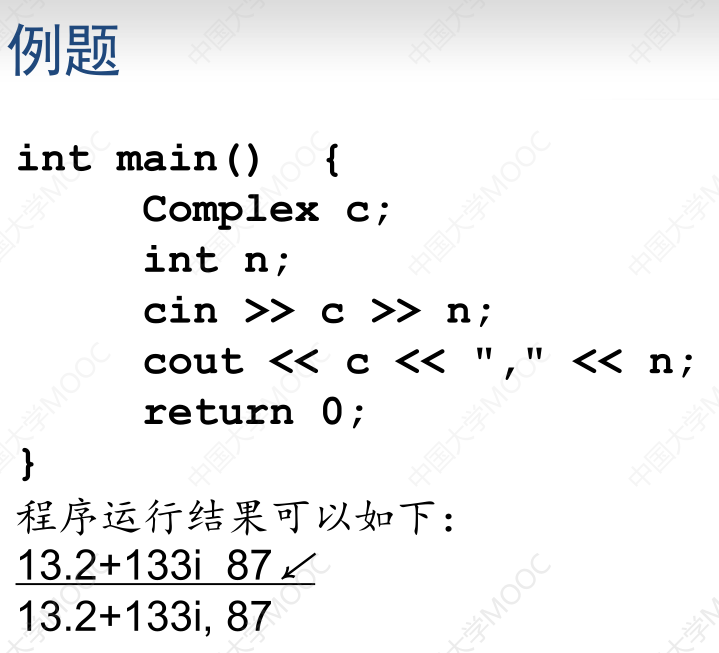 例题
int main()  {
Complex c;
int n;
cin >> c >> n;
cout << c << "," << n;
return 0;
}
程序运行结果可以如下：
13.2+133i 87↙
13.2+133i, 87
中国大学MOOC